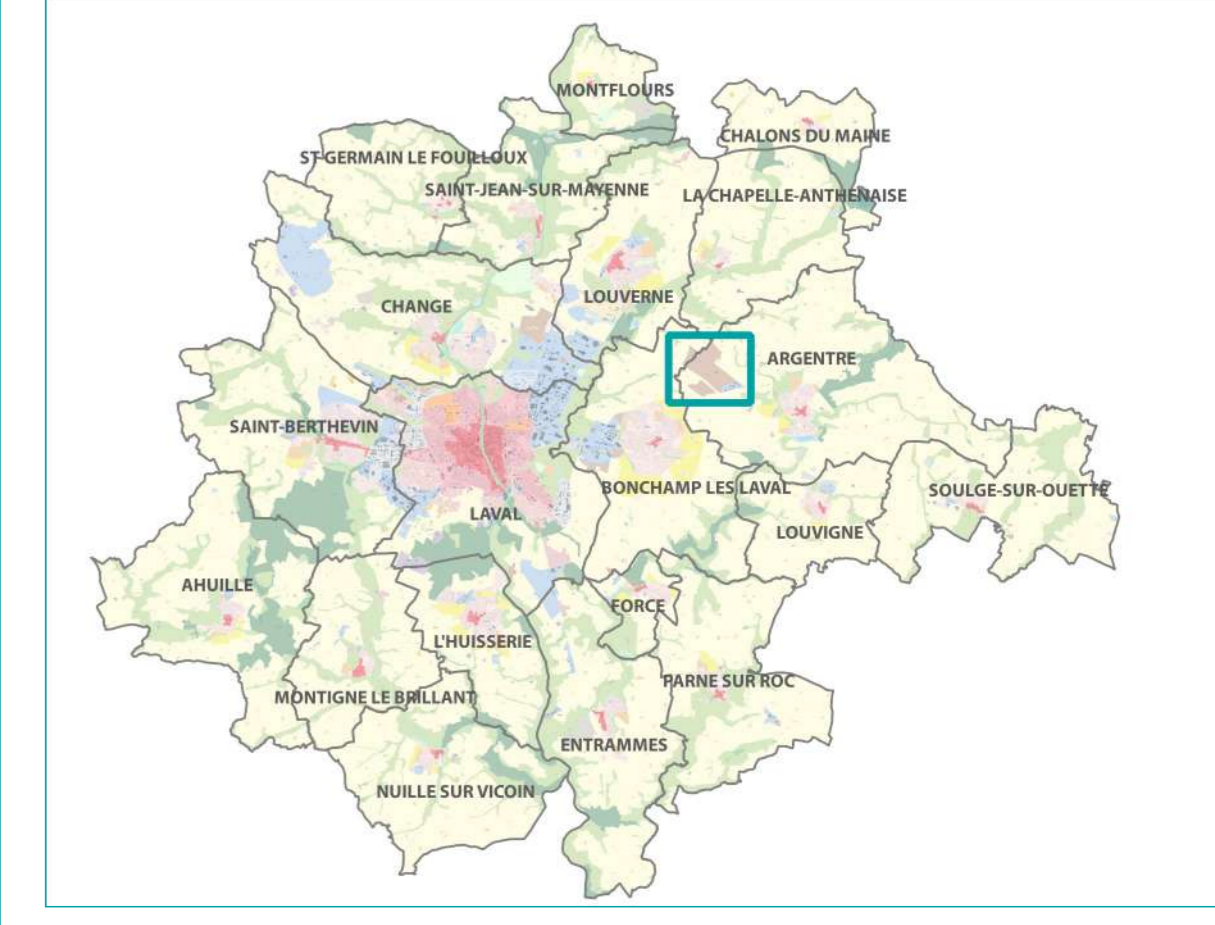 MONTFLOURS
CHALONS DU MAINE
ST GERMAIN LE FOUILLOUX
SAINT-JEAN-SUR-MAYENNE
LA CHAPELLE-ANTHENAISE
LOUVERNE
CHANGE
ARGENTRE
SAINT-BERTHEVIN
BONCHAMP LES LAVAL
SOULGE-SUR-OUETTE
LAVAL
LOUVIGNE
AHUILLE
FORCE
L'HUISSERIE
PARNE SUR ROC
MONTIGNE LE BRILLANT
ENTRAMMES
NUILLE SUR VICOIN